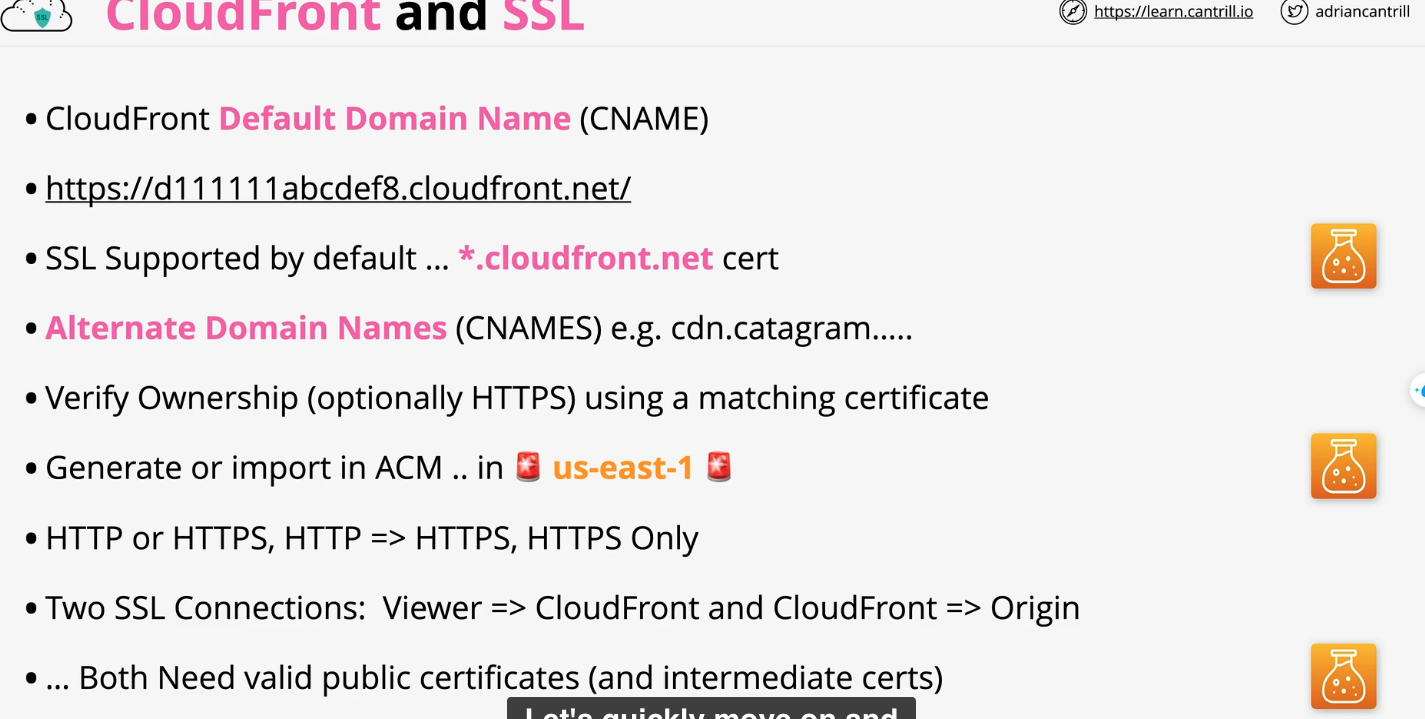 CloudFront and SSL
https://learn.cantrill.io adriancantrill
• CloudFront Default Domain Name (CNAME)
• https://d111111abcdef8.cloudfront.net/
• SSL Supported by default ... *.cloudfront.net cert
• Alternate Domain Names (CNAMES) e.g. cdn.catagram.....
• Verify Ownership (optionally HTTPS) using a matching certificate
• Generate or import in ACM .. in 🚨 us-east-1 🚨
• HTTP or HTTPS, HTTP => HTTPS, HTTPS Only
• Two SSL Connections: Viewer => CloudFront and CloudFront => Origin
• ... Both Need valid public certificates (and intermediate certs)
Let's quickly move on and